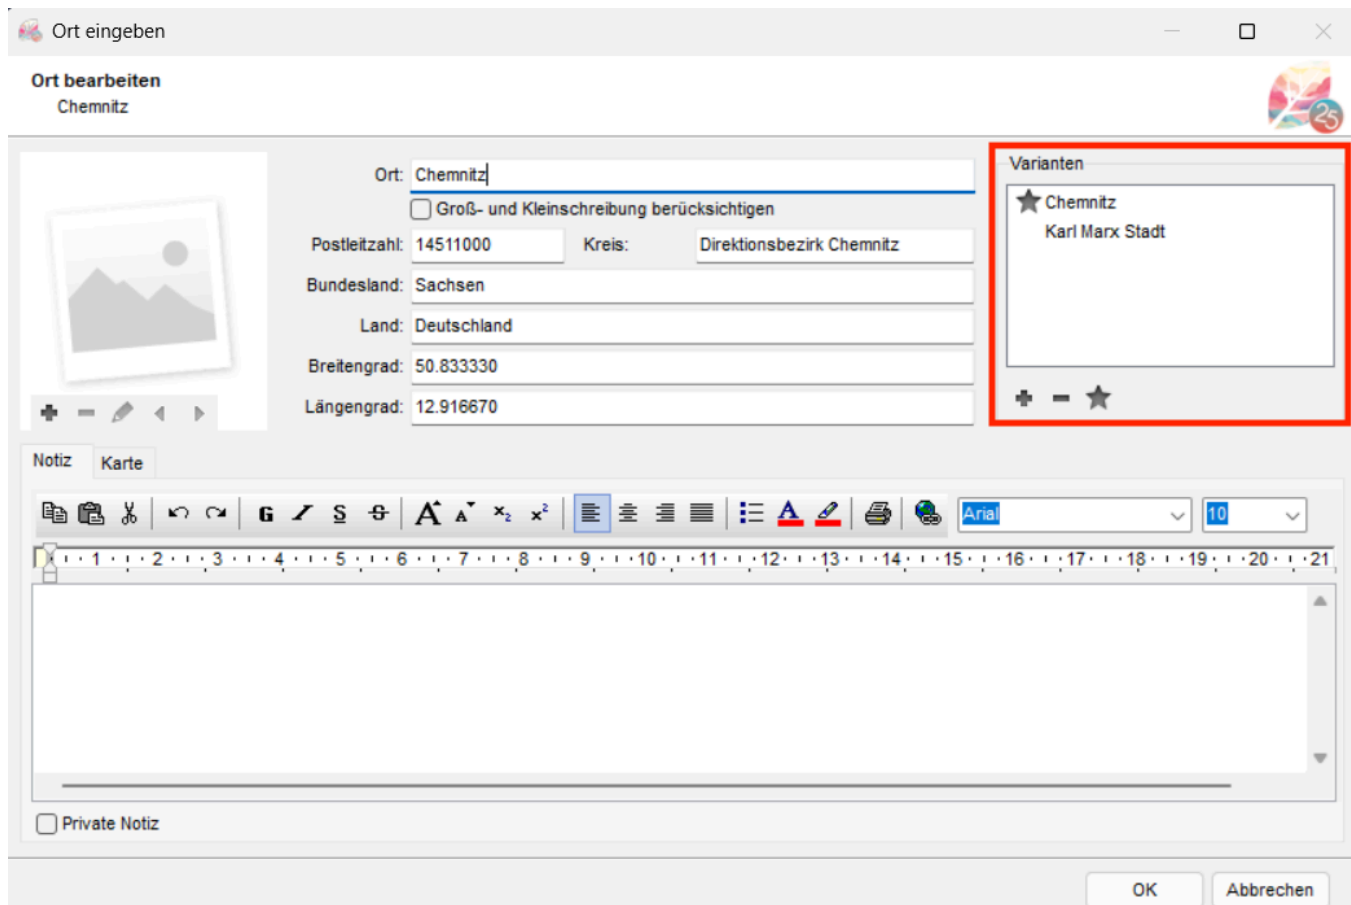 Ort eingeben
Ort bearbeiten
Chemnitz
25
Ort: Chemnitz
Groß- und Kleinschreibung berücksichtigen
Postleitzahl: 14511000 Kreis: Direktionsbezirk Chemnitz
Bundesland: Sachsen
Land: Deutschland
Breitengrad: 50.833330
Längengrad: 12.916670
Varianten
Chemnitz
Karl Marx Stadt
Notiz Karte
G I S S A A x₂ x² A Arial 10
1 2 3 4 5 6 7 8 9 10 11 12 13 14 15 16 17 18 19 20 21
Private Notiz
OK Abbrechen